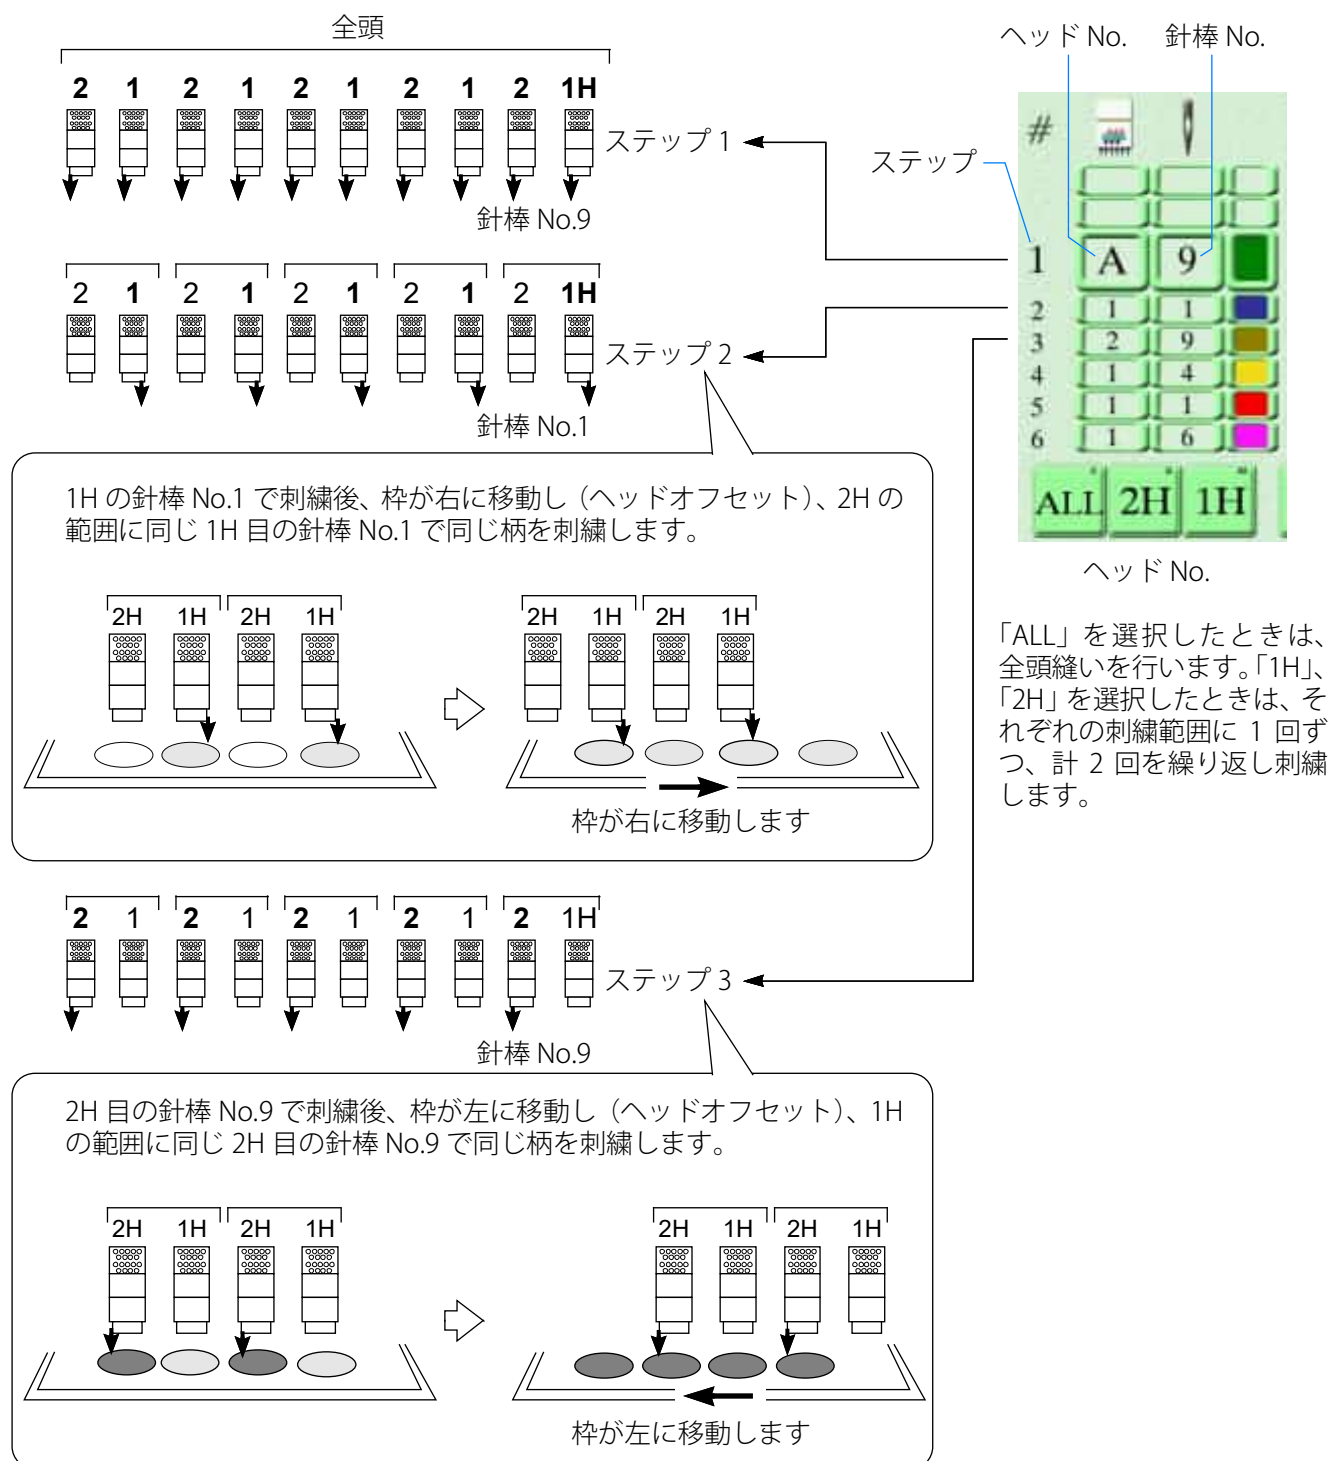 全頭
2 1 2 1 2 1 2 1 2 1H
ステップ 1
針棒 No.9
2 1 2 1 2 1 2 1 2 1H
ステップ 2
針棒 No.1
1H の針棒 No.1 で刺繍後、枠が右に移動し（ヘッドオフセット）、2H の
範囲に同じ 1H 目の針棒 No.1 で同じ柄を刺繍します。
2H 1H 2H 1H
2H 1H 2H 1H
枠が右に移動します
2 1 2 1 2 1 2 1 2 1H
ステップ 3
針棒 No.9
2H 目の針棒 No.9 で刺繍後、枠が左に移動し（ヘッドオフセット）、1H
の範囲に同じ 2H 目の針棒 No.9 で同じ柄を刺繍します。
2H 1H 2H 1H
2H 1H 2H 1H
枠が左に移動します
ヘッド No. 針棒 No.
#
ステップ
1 A 9
2 1 1
3 2 9
4 1 4
5 1 1
6 1 6
ALL 2H 1H
ヘッド No.
「ALL」を選択したときは、
全頭縫いを行います。「1H」、
「2H」を選択したときは、そ
れぞれの刺繍範囲に 1 回ず
つ、計 2 回を繰り返し刺繍
します。